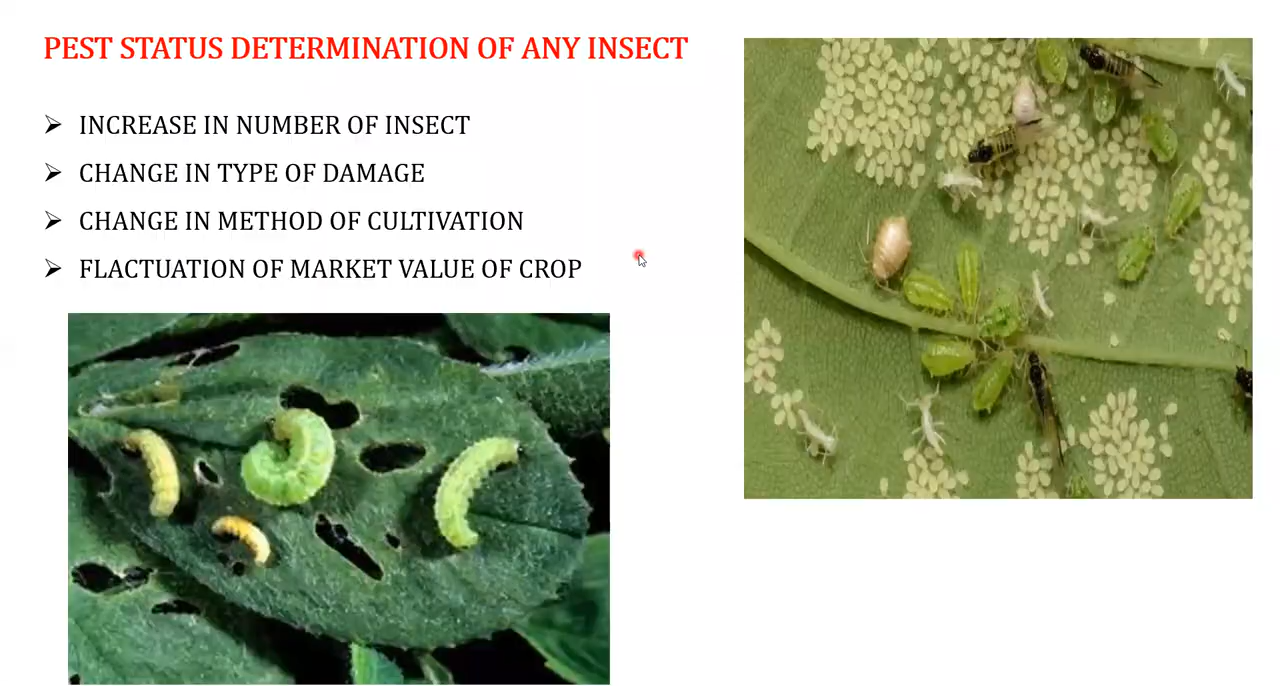 PEST STATUS DETERMINATION OF ANY INSECT
INCREASE IN NUMBER OF INSECT
CHANGE IN TYPE OF DAMAGE
CHANGE IN METHOD OF CULTIVATION
FLACTUATION OF MARKET VALUE OF CROP